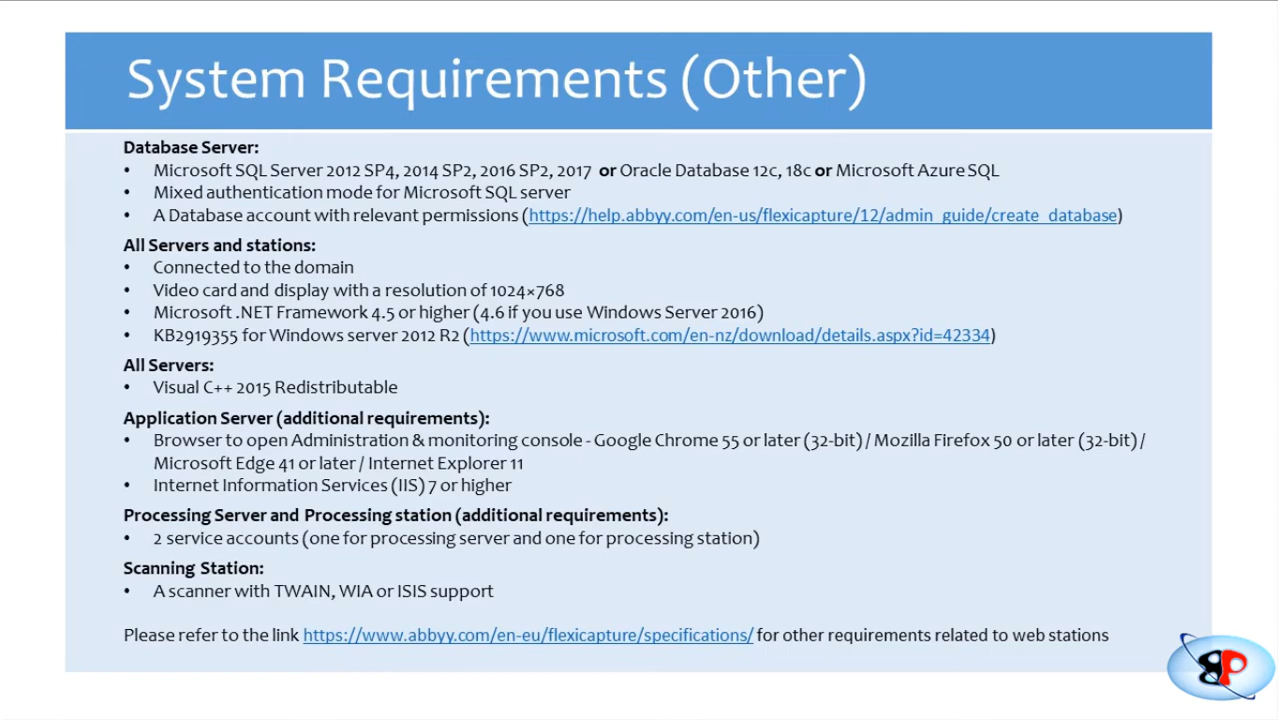 System Requirements (Other)
Database Server:
• Microsoft SQL Server 2012 SP4, 2014 SP2, 2016 SP2, 2017 or Oracle Database 12c, 18c or Microsoft Azure SQL
• Mixed authentication mode for Microsoft SQL server
• A Database account with relevant permissions (https://help.abbyy.com/en-us/flexicapture/12/admin_guide/create_database)
All Servers and stations:
• Connected to the domain
• Video card and display with a resolution of 1024×768
• Microsoft .NET Framework 4.5 or higher (4.6 if you use Windows Server 2016)
• KB2919355 for Windows server 2012 R2 (https://www.microsoft.com/en-nz/download/details.aspx?id=42334)
All Servers:
• Visual C++ 2015 Redistributable
Application Server (additional requirements):
• Browser to open Administration & monitoring console - Google Chrome 55 or later (32-bit) / Mozilla Firefox 50 or later (32-bit) /
Microsoft Edge 41 or later / Internet Explorer 11
• Internet Information Services (IIS) 7 or higher
Processing Server and Processing station (additional requirements):
• 2 service accounts (one for processing server and one for processing station)
Scanning Station:
• A scanner with TWAIN, WIA or ISIS support
Please refer to the link https://www.abbyy.com/en-eu/flexicapture/specifications/ for other requirements related to web stations
BP